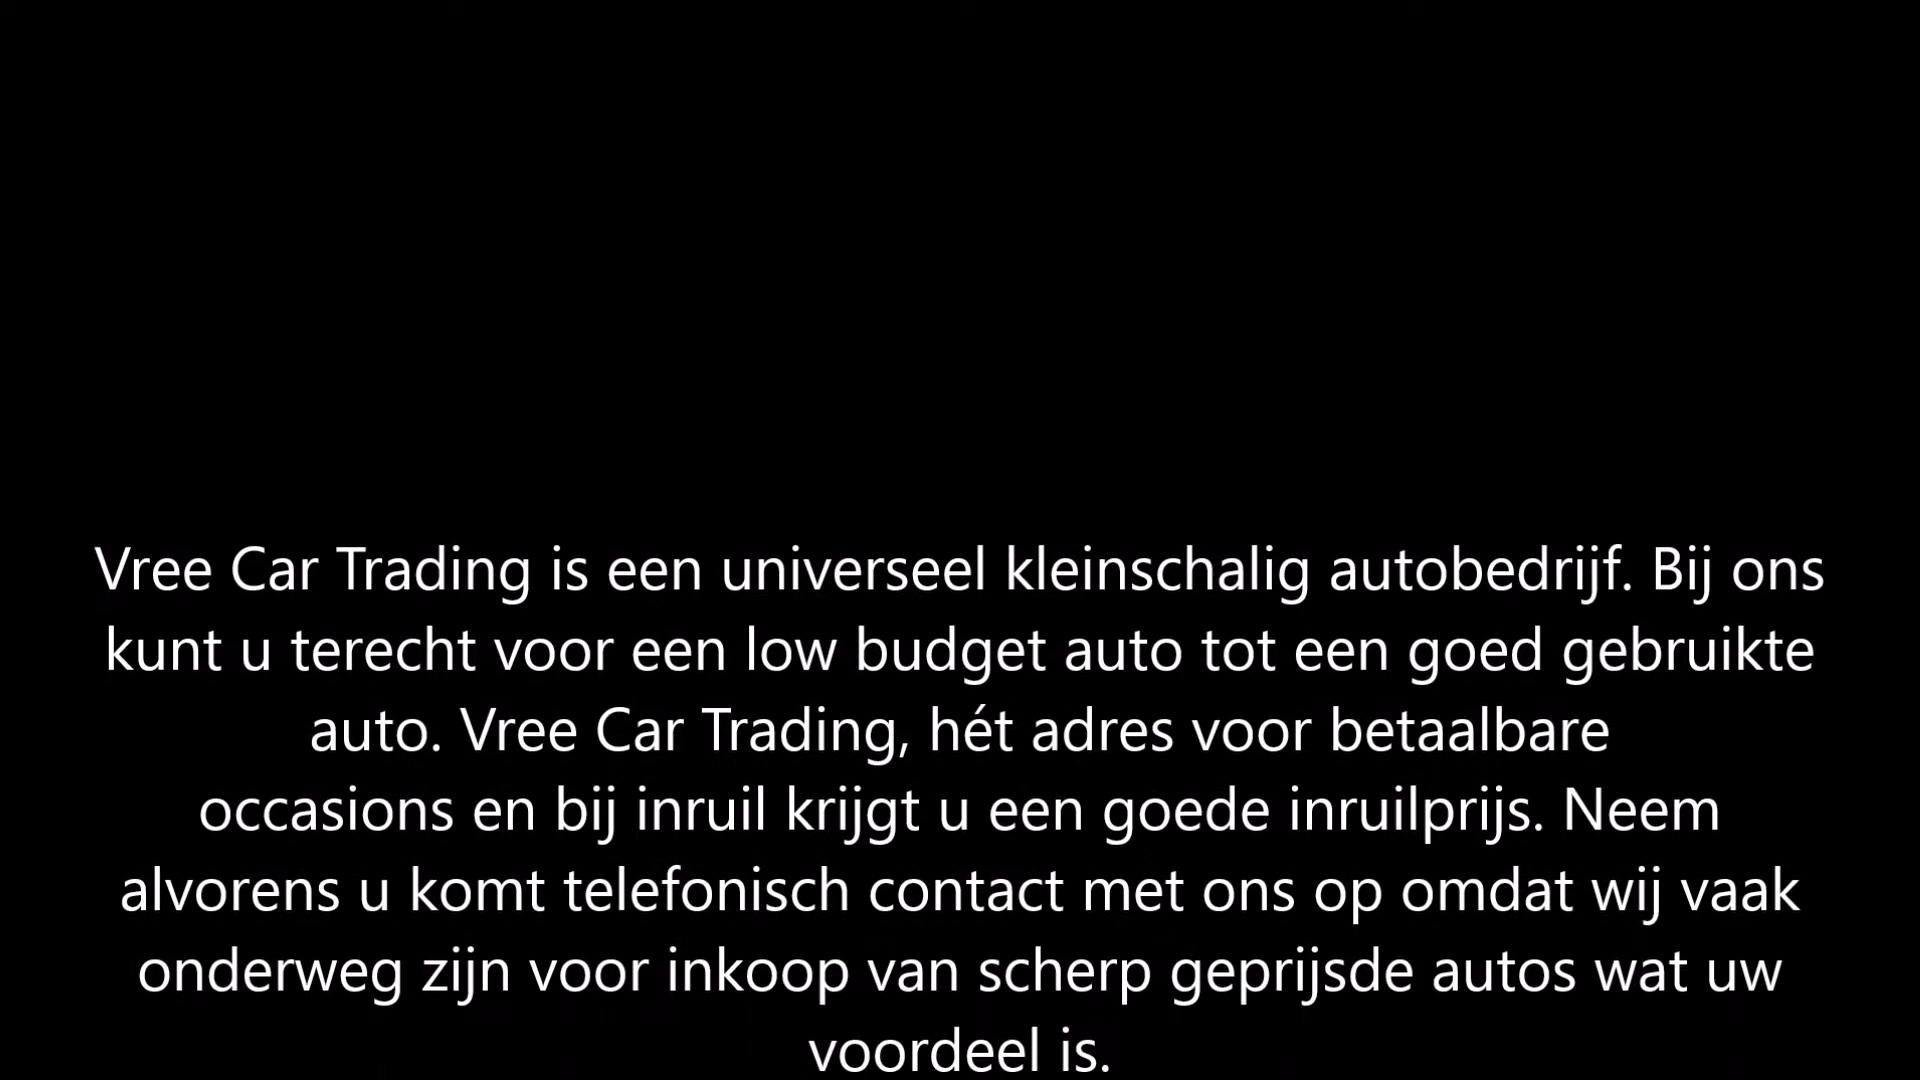 Vree Car Trading is een universeel kleinschalig autobedrijf. Bij ons
kunt u terecht voor een low budget auto tot een goed gebruikte
auto. Vree Car Trading, hét adres voor betaalbare
occasions en bij inruil krijgt u een goede inruilprijs. Neem
alvorens u komt telefonisch contact met ons op omdat wij vaak
onderweg zijn voor inkoop van scherp geprijsde autos wat uw
voordeel is.